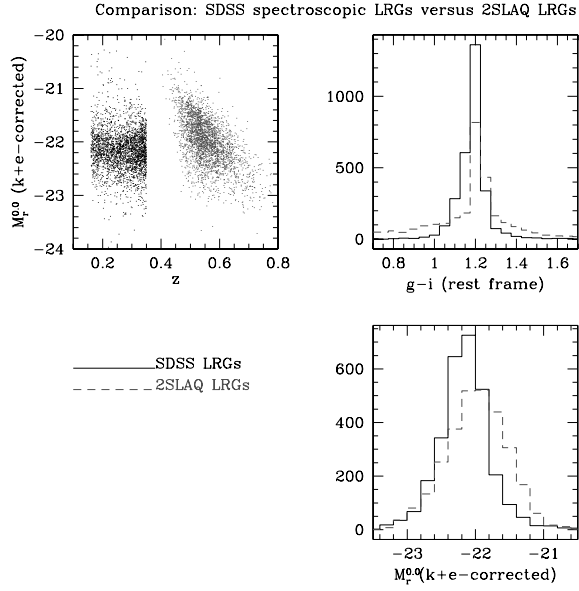 Comparison: SDSS spectroscopic LRGs versus 2SLAQ LRGs
M_r^0.0 (k+e-corrected)
-20
-21
-22
-23
-24
0.2 0.4 0.6 0.8
z
1000
500
0
0.8 1 1.2 1.4 1.6
g-i (rest frame)
SDSS LRGs
2SLAQ LRGs
600
400
200
0
-23 -22 -21
M_r^0.0(k+e-corrected)